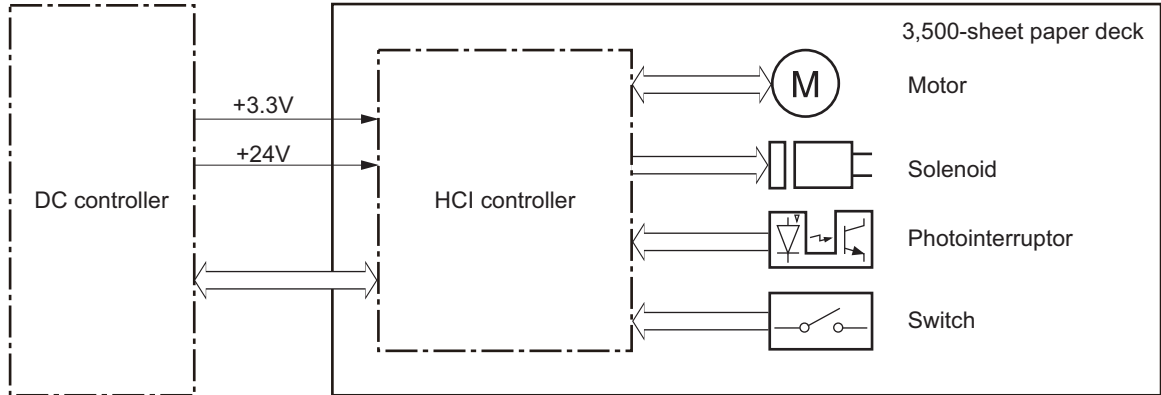 3,500-sheet paper deck
DC controller
+3.3V
+24V
HCI controller
M
Motor
Solenoid
Photointerruptor
Switch